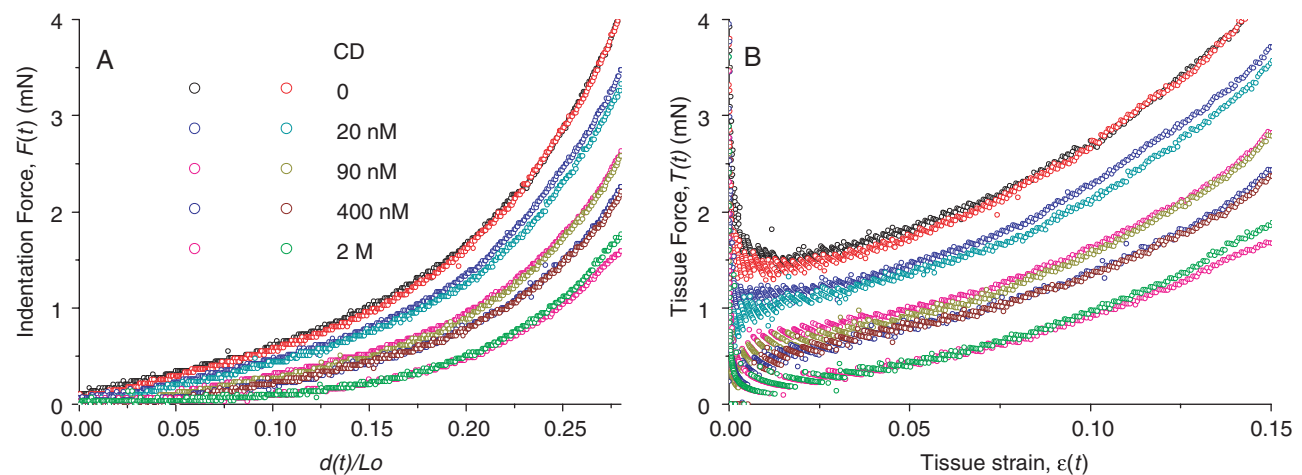 A
CD
0
20 nM
90 nM
400 nM
2 M
Indentation Force, F(t) (mN)
4
3
2
1
0
0.00 0.05 0.10 0.15 0.20 0.25
d(t)/Lo
B
Tissue Force, T(t) (mN)
4
3
2
1
0
0.00 0.05 0.10 0.15
Tissue strain, ε(t)